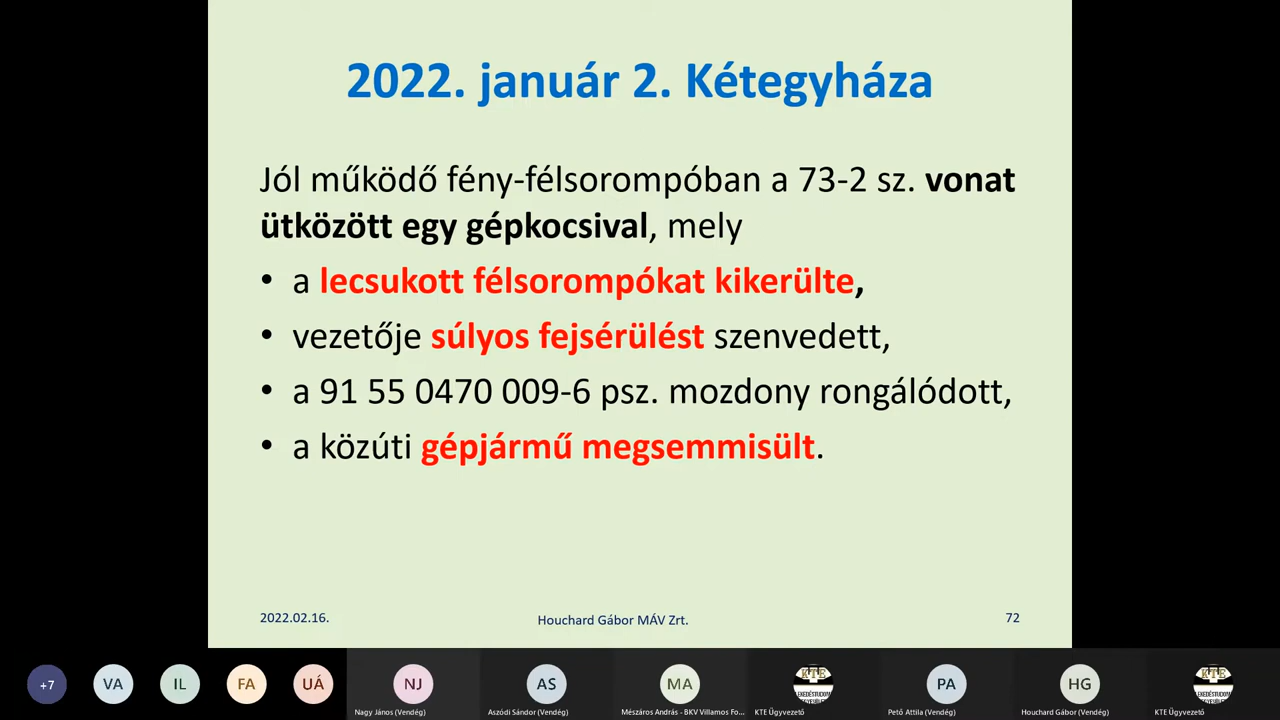 2022. január 2. Kétegyháza
Jól működő fény-félsorompóban a 73-2 sz. vonat
ütközött egy gépkocsival, mely
• a lecsukott félsorompókat kikerülte,
• vezetője súlyos fejsérülést szenvedett,
• a 91 55 0470 009-6 psz. mozdony rongálódott,
• a közúti gépjármű megsemmisült.
2022.02.16.
Houchard Gábor MÁV Zrt.
72
+7
VA
IL
FA
UÁ
NJ
AS
MA
KTE
PA
HG
KTE
Nagy János (Vendég)
Aszódi Sándor (Vendég)
Mészáros András - BKV Villamos Fo...
KTE Ügyvezető
Pető Attila (Vendég)
Houchard Gábor (Vendég)
KTE Ügyvezető